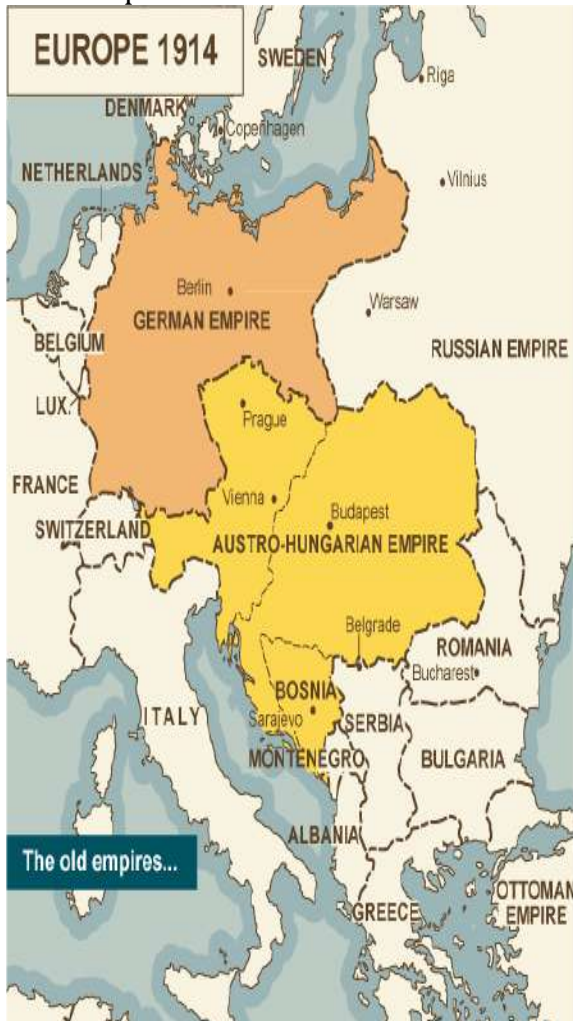 EUROPE 1914
SWEDEN
Riga
DENMARK
Copenhagen
NETHERLANDS
Vilnius
Berlin
Warsaw
GERMAN EMPIRE
BELGIUM
RUSSIAN EMPIRE
LUX.
Prague
FRANCE
Vienna
Budapest
SWITZERLAND
AUSTRO-HUNGARIAN EMPIRE
Belgrade
ROMANIA
Bucharest
BOSNIA
ITALY
Sarajevo
SERBIA
MONTENEGRO
BULGARIA
ALBANIA
The old empires...
OTTOMAN
EMPIRE
GREECE